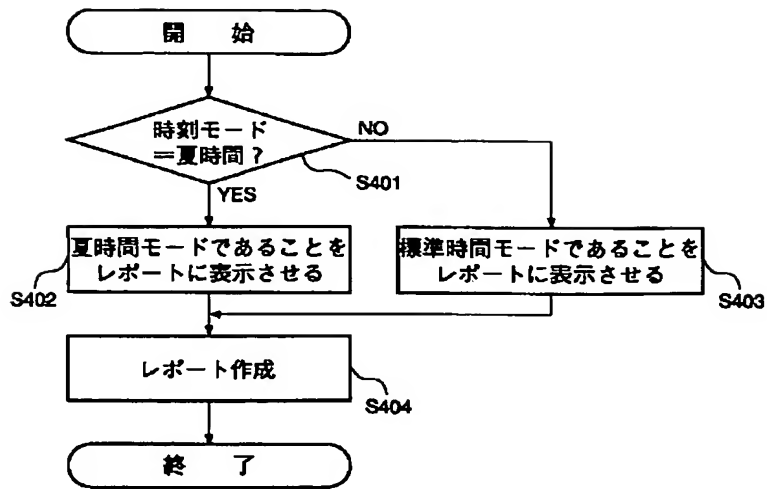 開　始
時刻モード
＝夏時間？
NO
S401
YES
夏時間モードであることを
レポートに表示させる
S402
標準時間モードであることを
レポートに表示させる
S403
レポート作成
S404
終　了